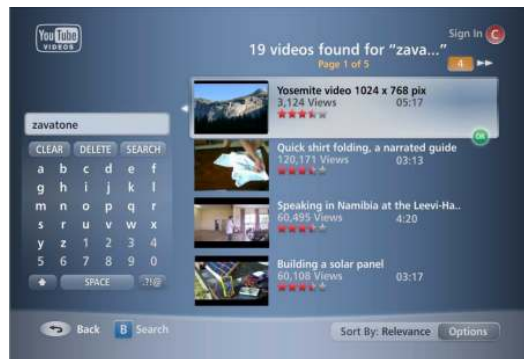 You Tube
VIDEOS
Sign In C
19 videos found for "zava..."
Page 1 of 5
4
Yosemite video 1024 x 768 pix
3,124 Views 05:17
OK
zavatone
CLEAR DELETE SEARCH
a b c d e f
g h i j k l
m n o p q r
s r u v w x
y z 1 2 3 4
5 6 7 8 9 0
SPACE .?!@
Quick shirt folding, a narrated guide
120,171 Views 03:13
Speaking in Namibia at the Leevi-Ha..
60,495 Views 4:20
Building a solar panel
60,108 Views 03:17
Back B Search
Sort By: Relevance Options